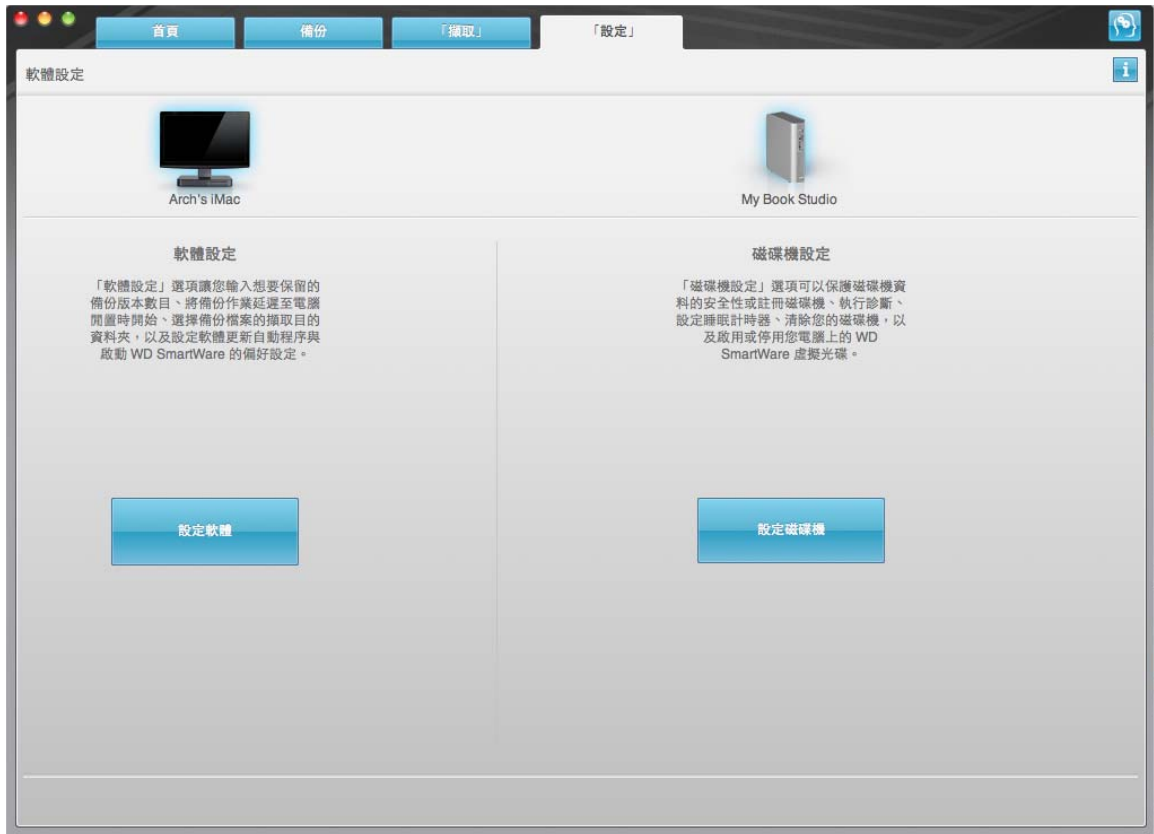 首頁
備份
「擷取」
「設定」
軟體設定
i
Arch's iMac
My Book Studio
軟體設定
「軟體設定」選項讓您輸入想要保留的
備份版本數目、將備份作業延遲至電腦
閒置時開始、選擇備份檔案的擷取目的
資料夾，以及設定軟體更新自動程序與
啟動 WD SmartWare 的偏好設定。
磁碟機設定
「磁碟機設定」選項可以保護磁碟機資
料的安全性或註冊磁碟機、執行診斷、
設定睡眠計時器、清除您的磁碟機，以
及啟用或停用您電腦上的 WD
SmartWare 虛擬光碟。
設定軟體
設定磁碟機